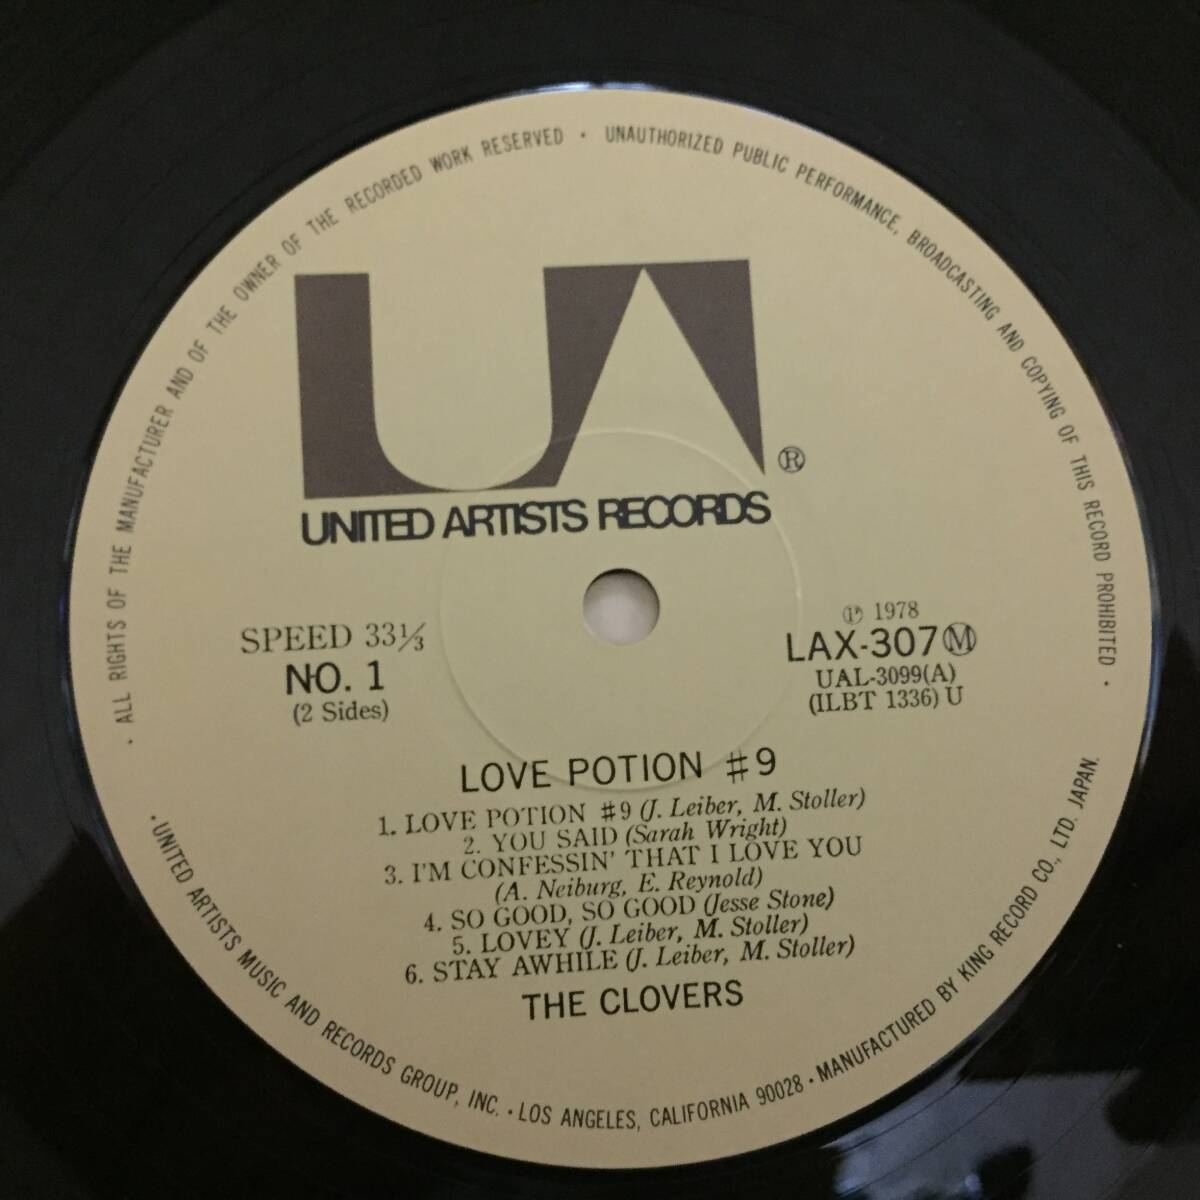 · ALL RIGHTS OF THE MANUFACTURER AND OF THE OWNER OF THE RECORDED WORK RESERVED · UNAUTHORIZED PUBLIC PERFORMANCE, BROADCASTING AND COPYING OF THIS RECORD PROHIBITED ·
UA ®
UNITED ARTISTS RECORDS
SPEED 33⅓
NO. 1
(2 Sides)
Ⓟ 1978
LAX-307Ⓜ
UAL-3099(A)
(ILBT 1336) U
LOVE POTION #9
1. LOVE POTION #9 (J. Leiber, M. Stoller)
2. YOU SAID (Sarah Wright)
3. I'M CONFESSIN' THAT I LOVE YOU
(A. Neiburg, E. Reynold)
4. SO GOOD, SO GOOD (Jesse Stone)
5. LOVEY (J. Leiber, M. Stoller)
6. STAY AWHILE (J. Leiber, M. Stoller)
THE CLOVERS
· UNITED ARTISTS MUSIC AND RECORDS GROUP, INC. · LOS ANGELES, CALIFORNIA 90028 · MANUFACTURED BY KING RECORD CO., LTD. JAPAN.